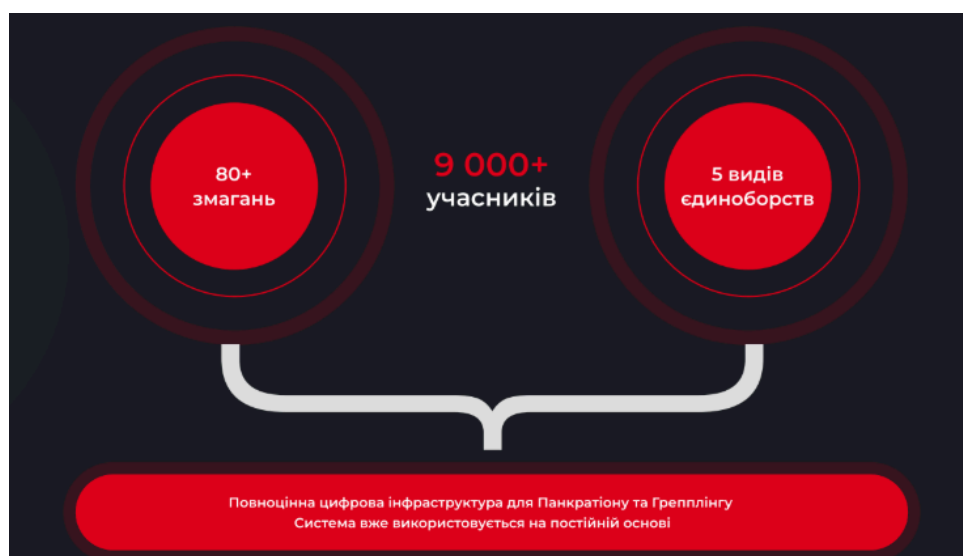 80+
змагань
9 000+
учасників
5 видів
єдиноборств
Повноцінна цифрова інфраструктура для Панкратіону та Грепплінгу
Система вже використовується на постійній основі